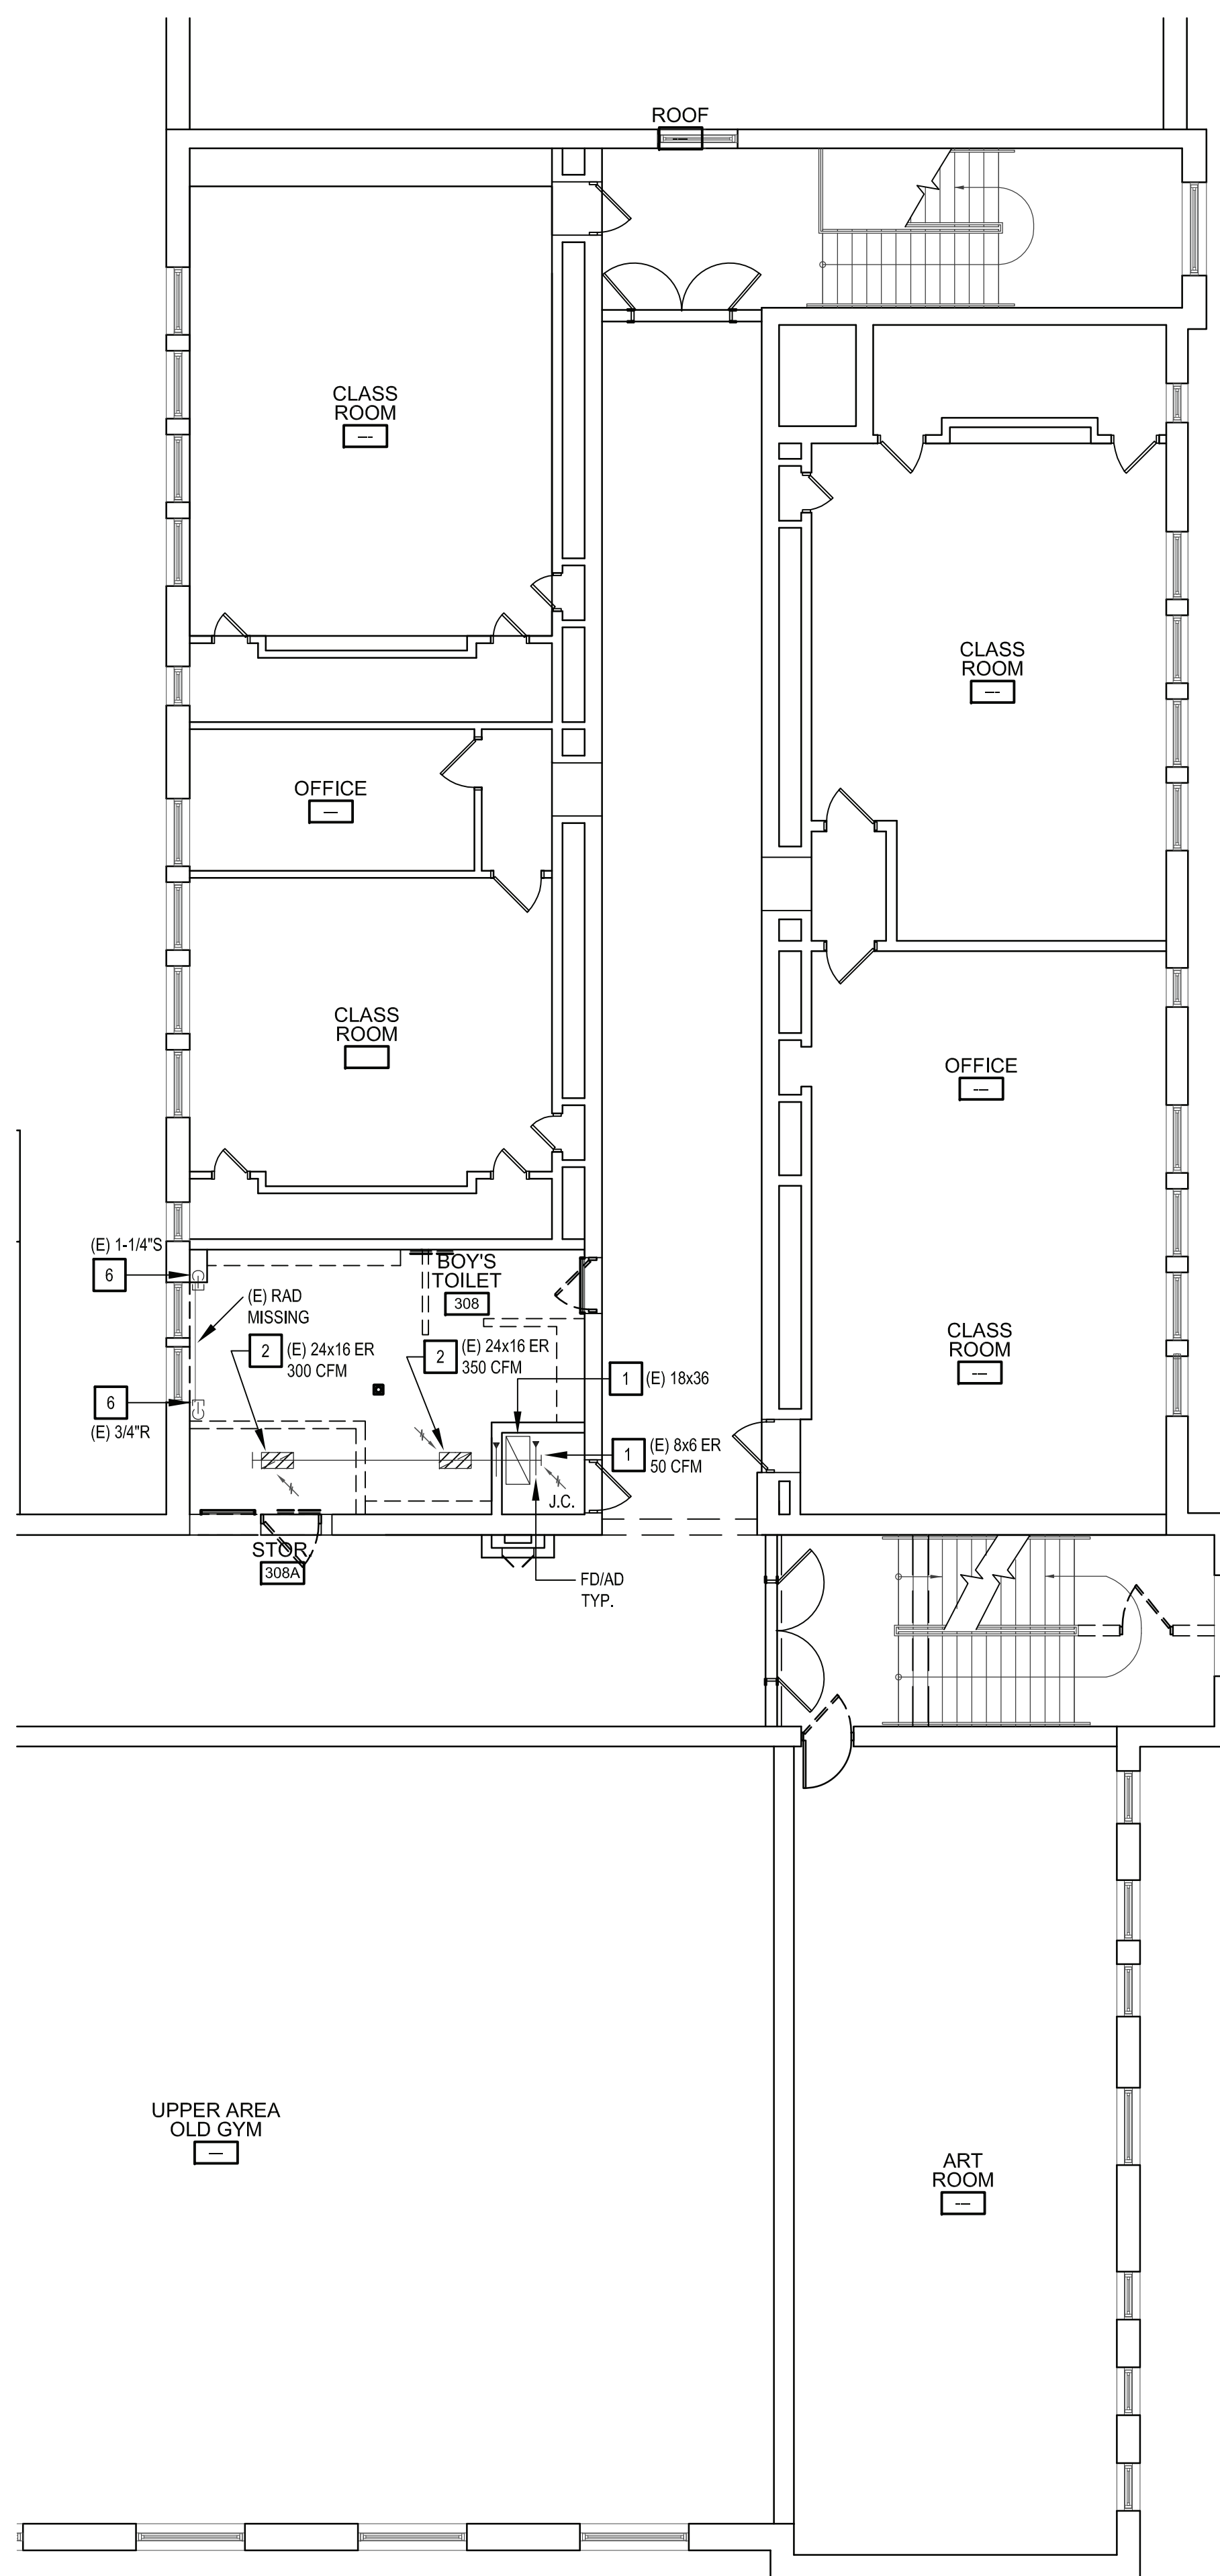 ROOF
CLASS
ROOM
CLASS
ROOM
OFFICE
CLASS
ROOM
OFFICE
(E) 1-1/4"S
6
BOY'S
TOILET
308
(E) RAD
MISSING
2
(E) 24x16 ER
300 CFM
2
(E) 24x16 ER
350 CFM
CLASS
ROOM
1
(E) 18x36
6
(E) 3/4"R
1
(E) 8x6 ER
50 CFM
J.C.
STOR.
308A
FD/AD
TYP.
UPPER AREA
OLD GYM
ART
ROOM